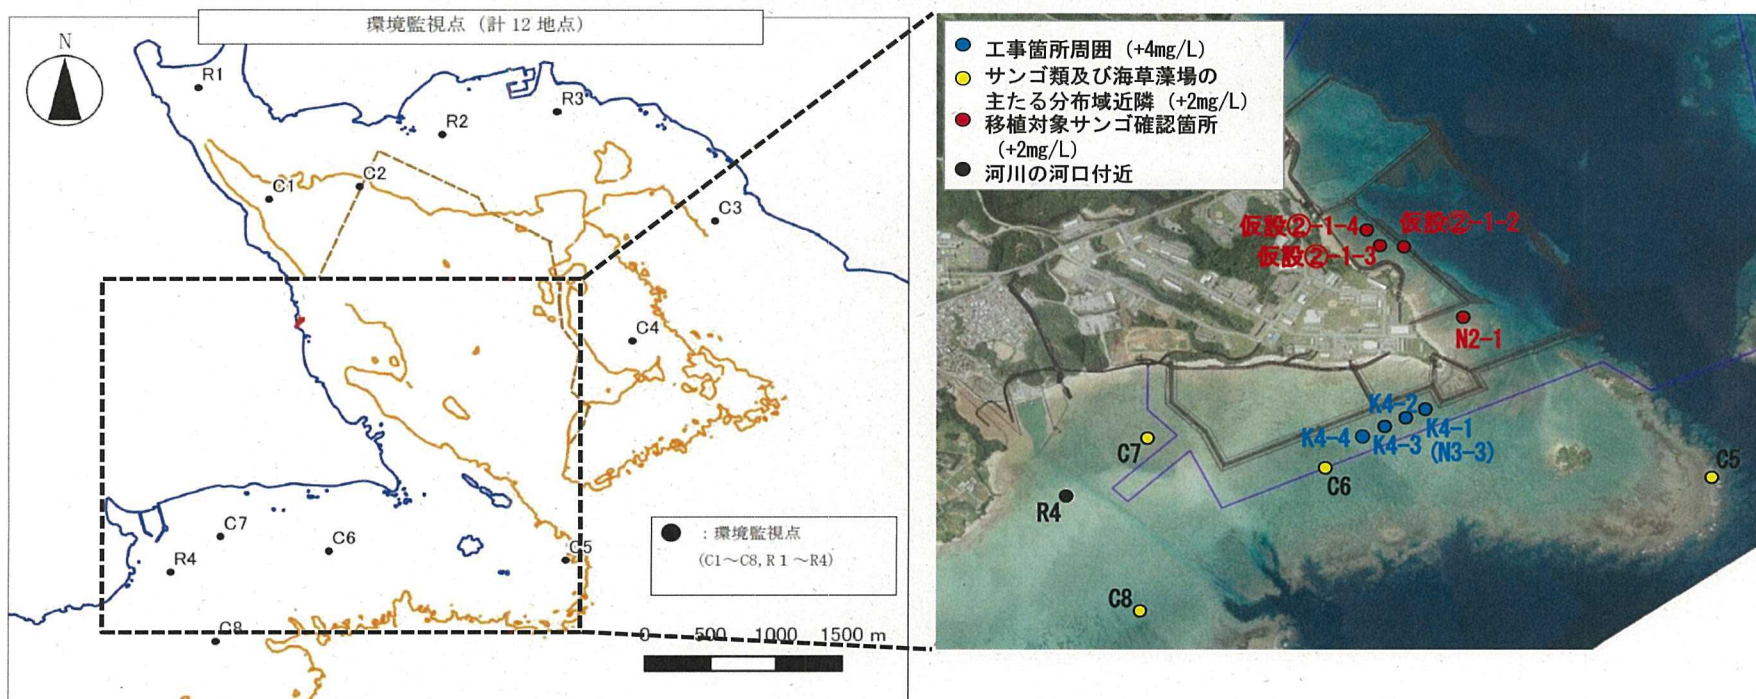 環境監視点（計12地点）
N
R1
R2
R3
C1
C2
C3
C4
C5
C6
C7
C8
R4
● ：環境監視点
(C1～C8,R１～R4)
0 500 1000 1500 m
工事箇所周囲（+4mg/L）
サンゴ類及び海草藻場の
主たる分布域近隣（+2mg/L）
移植対象サンゴ確認箇所
（+2mg/L）
河川の河口付近
仮設②-1-4
仮設②-1-2
仮設②-1-3
N2-1
K4-2
K4-1
(N3-3)
K4-3
K4-4
C7
C6
C5
R4
C8